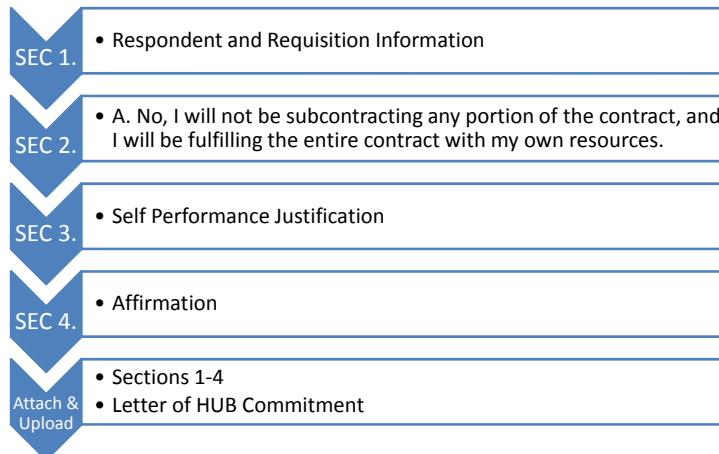 SEC 1.
• Respondent and Requisition Information
SEC 2.
• A. No, I will not be subcontracting any portion of the contract, and
I will be fulfilling the entire contract with my own resources.
SEC 3.
• Self Performance Justification
SEC 4.
• Affirmation
Attach &
Upload
• Sections 1-4
• Letter of HUB Commitment